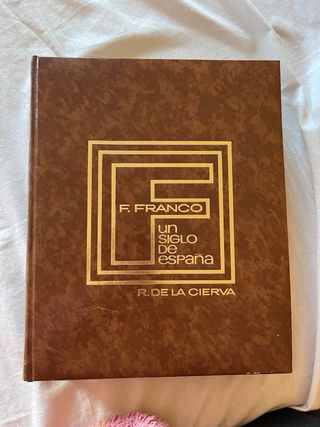 F. FRANCO
un
SIGLO
DE
españa
R. DE LA CIERVA